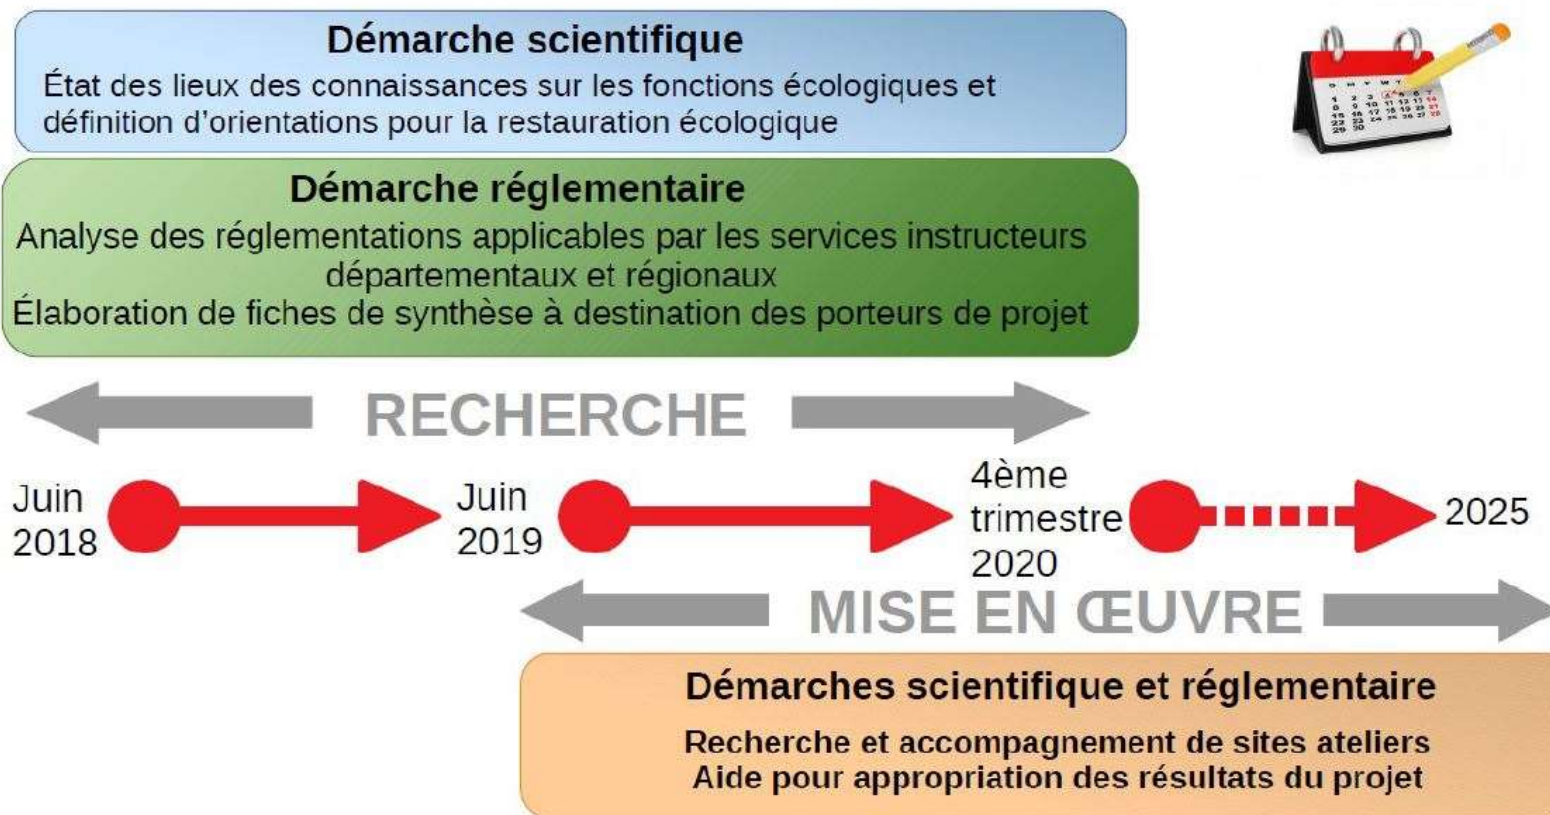 Démarche scientifique
État des lieux des connaissances sur les fonctions écologiques et
définition d'orientations pour la restauration écologique
Démarche réglementaire
Analyse des réglementations applicables par les services instructeurs
départementaux et régionaux
Élaboration de fiches de synthèse à destination des porteurs de projet
RECHERCHE
Juin
2018
Juin
2019
4ème
trimestre
2020
2025
MISE EN ŒUVRE
Démarches scientifique et réglementaire
Recherche et accompagnement de sites ateliers
Aide pour appropriation des résultats du projet